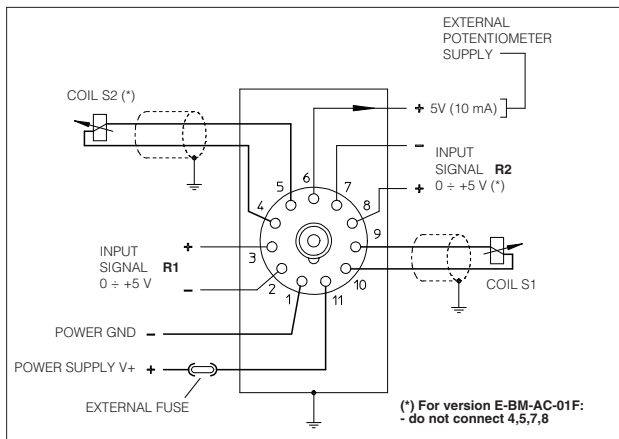 EXTERNAL
POTENTIOMETER
SUPPLY
COIL S2 (*)
+ 5V (10 mA)
6
5
7
4
8
3
9
2
10
1
11
-
INPUT
SIGNAL R2
0 ÷ +5 V (*)
+
INPUT
SIGNAL R1
0 ÷ +5 V
+
-
COIL S1
POWER GND -
POWER SUPPLY V+ +
EXTERNAL FUSE
(*) For version E-BM-AC-01F:
- do not connect 4,5,7,8